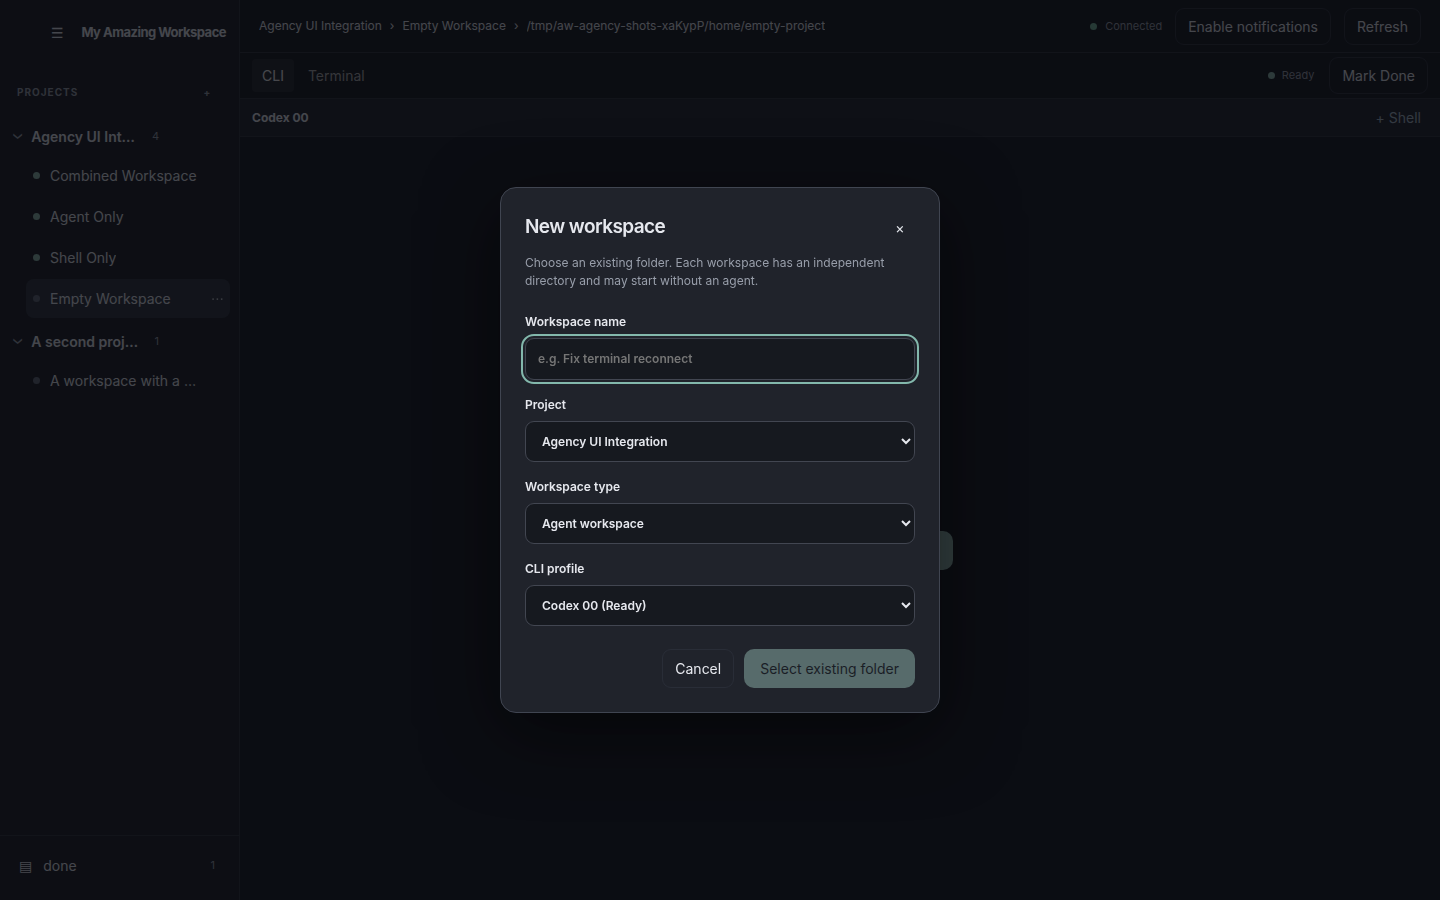 ☰ My Amazing Workspace
Agency UI Integration › Empty Workspace › /tmp/aw-agency-shots-xaKypP/home/empty-project
Connected
Enable notifications
Refresh
CLI
Terminal
Ready
Mark Done
Codex 00
+ Shell
PROJECTS +
Agency UI Int... 4
Combined Workspace
Agent Only
Shell Only
Empty Workspace ...
A second proj... 1
A workspace with a ...
done 1
New workspace ×
Choose an existing folder. Each workspace has an independent
directory and may start without an agent.
Workspace name
e.g. Fix terminal reconnect
Project
Agency UI Integration
Workspace type
Agent workspace
CLI profile
Codex 00 (Ready)
Cancel
Select existing folder